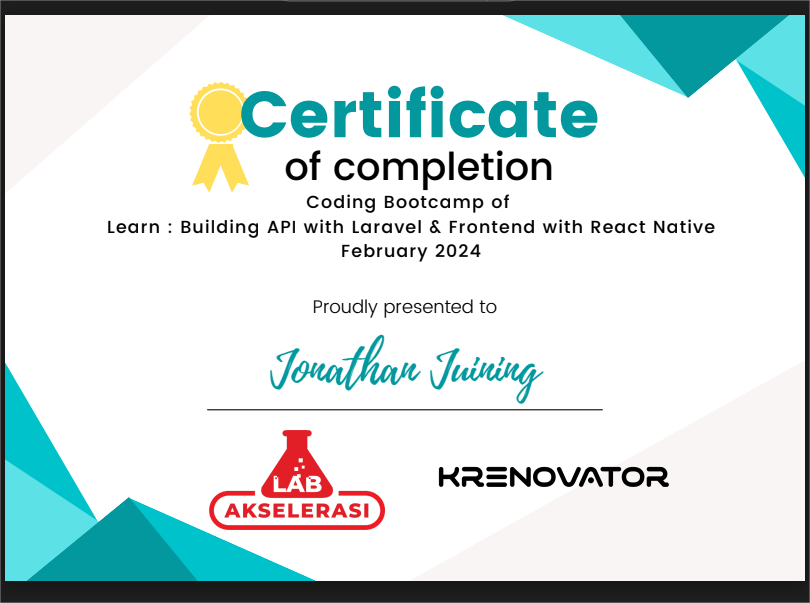 Certificate
of completion
Coding Bootcamp of
Learn : Building API with Laravel & Frontend with React Native
February 2024
Proudly presented to
Jonathan Juining
LAB
AKSELERASI
KRENOVATOR